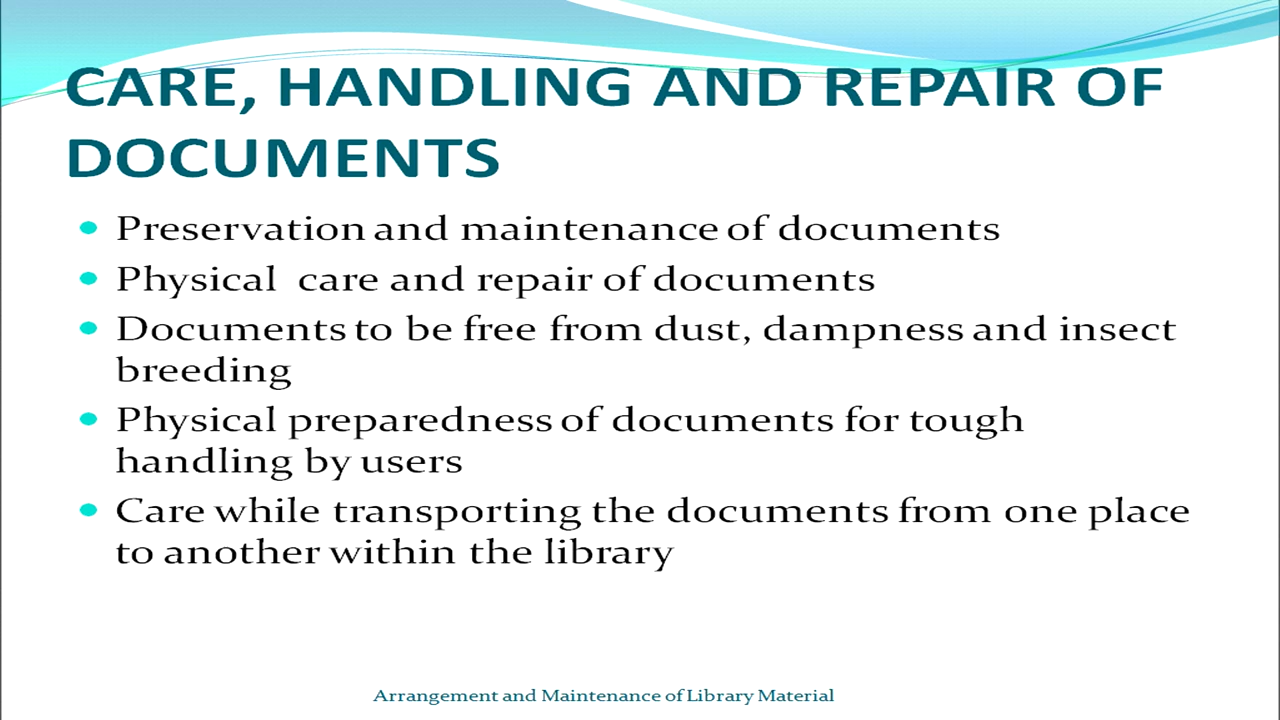 CARE, HANDLING AND REPAIR OF
DOCUMENTS
Preservation and maintenance of documents
Physical care and repair of documents
Documents to be free from dust, dampness and insect
breeding
Physical preparedness of documents for tough
handling by users
Care while transporting the documents from one place
to another within the library
Arrangement and Maintenance of Library Material